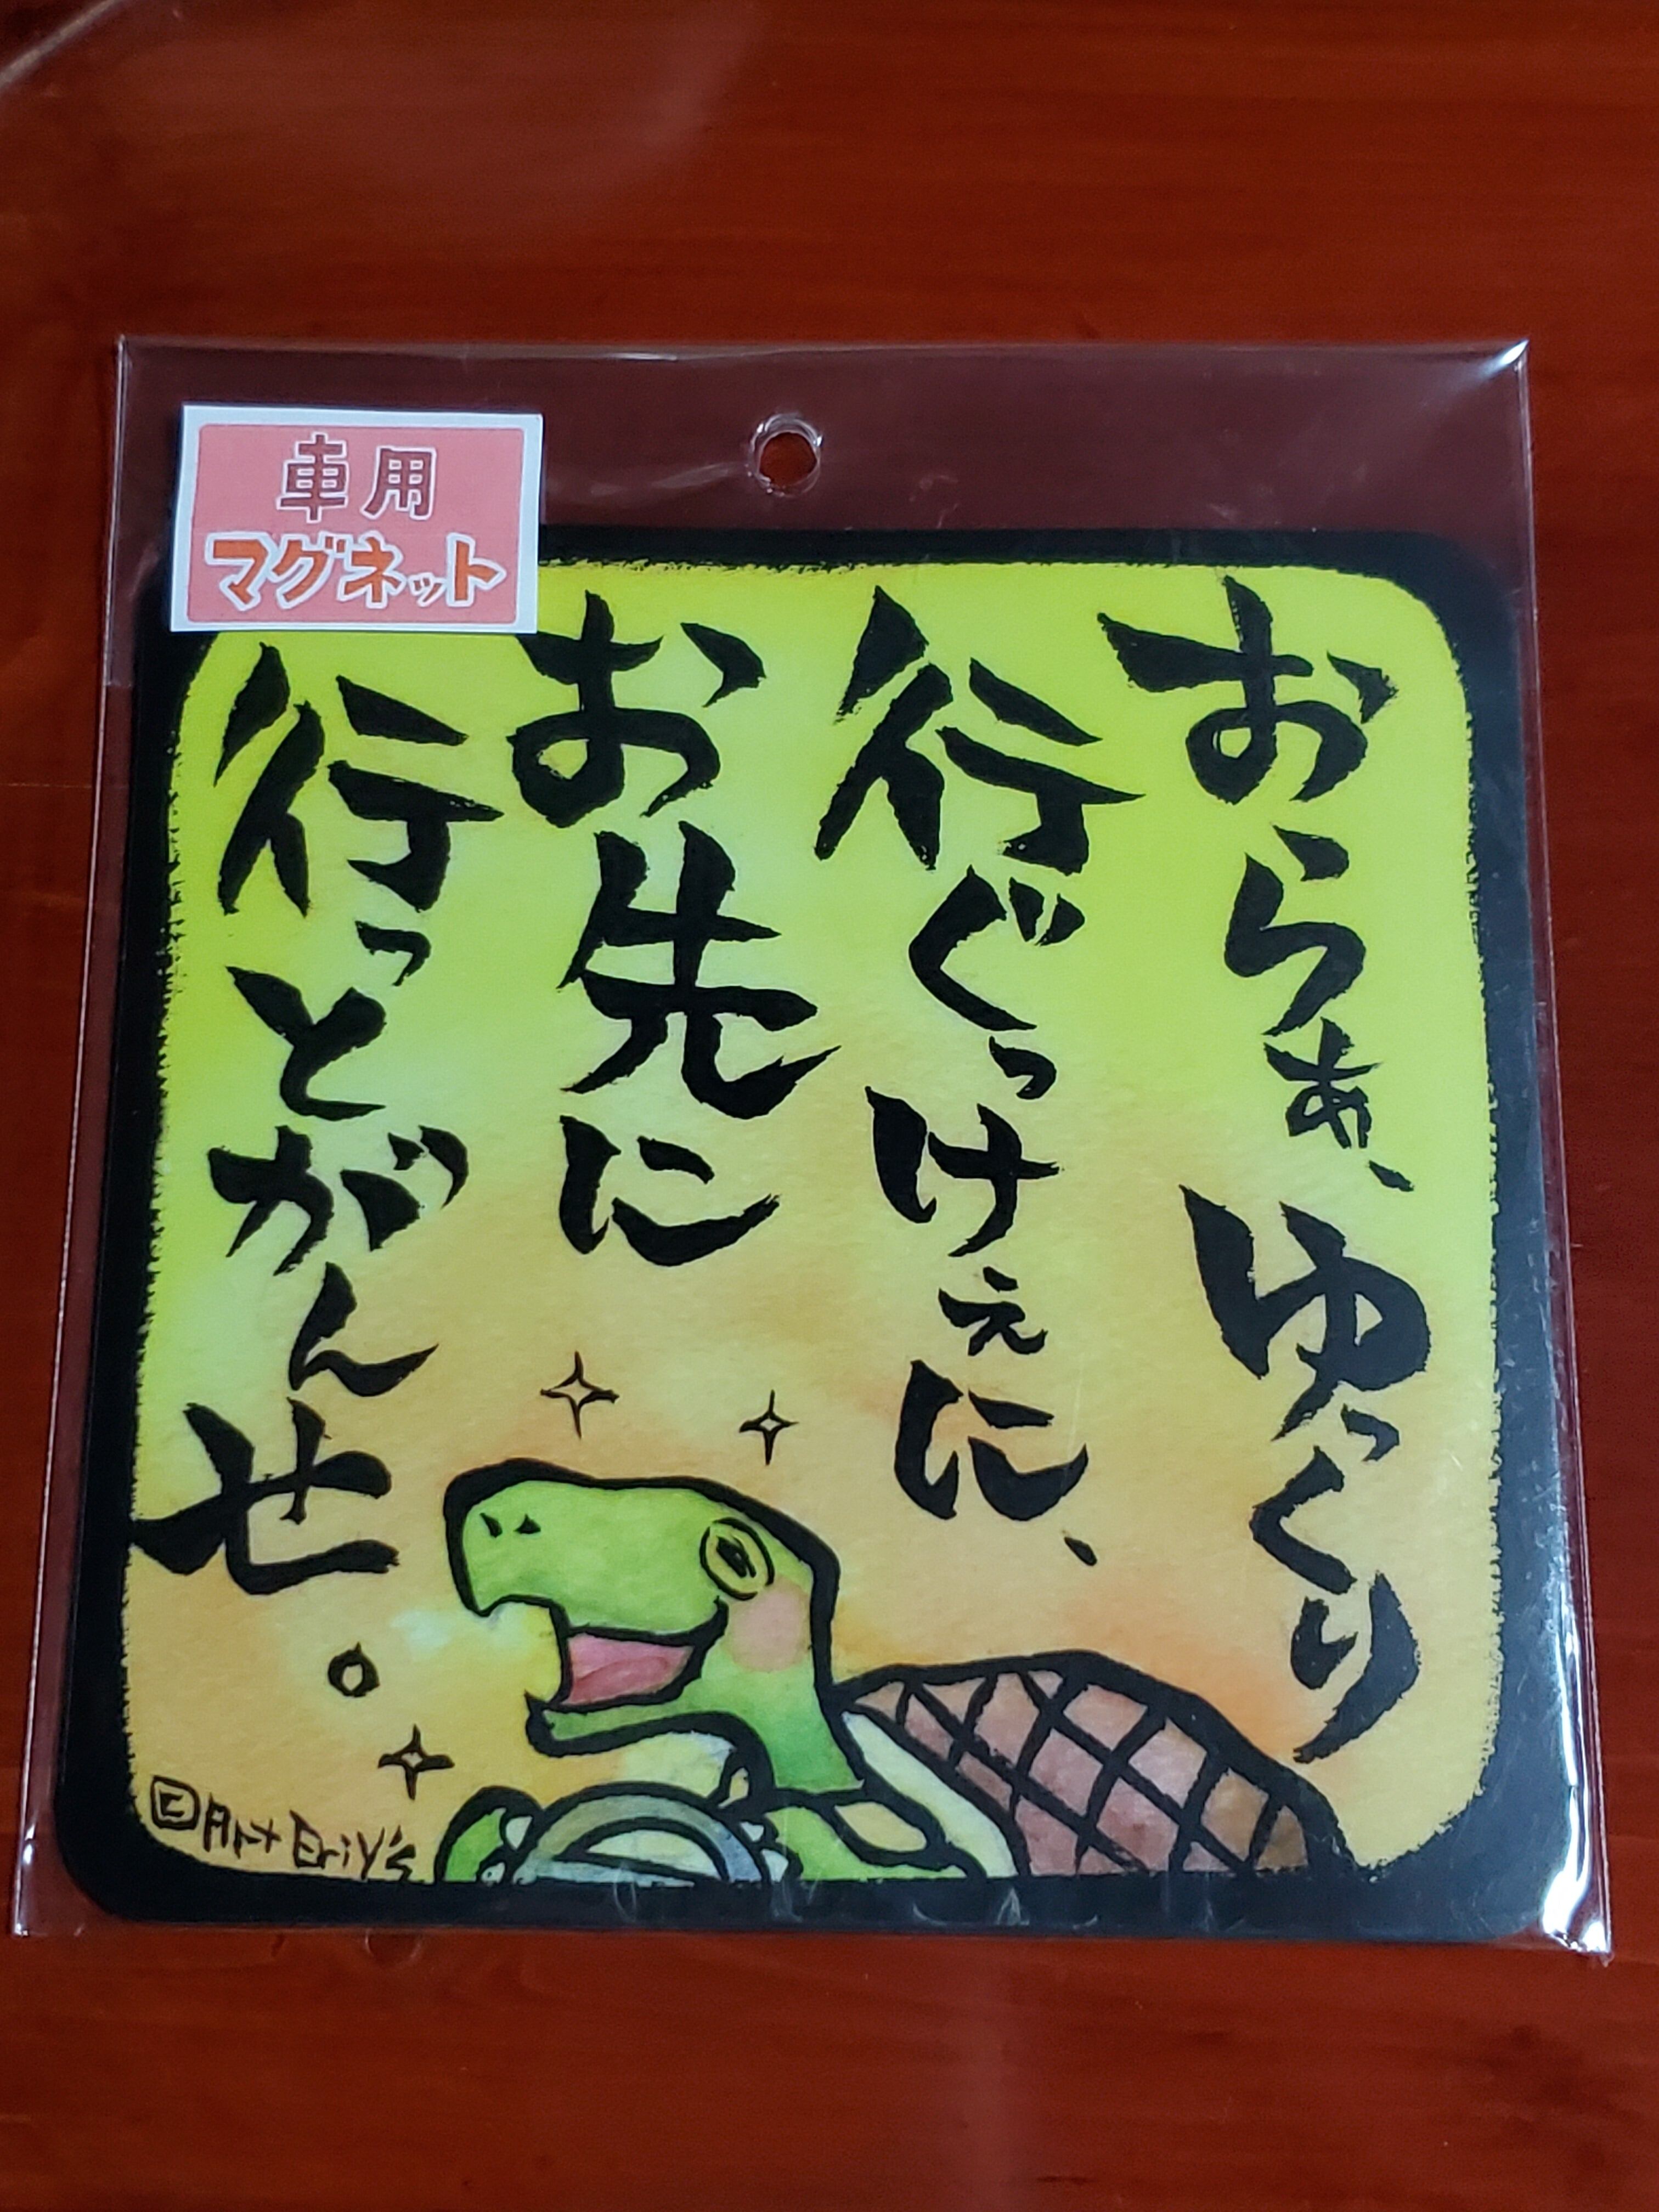 車用
マグネット
おらぁ、ゆっくり
行ぐっけぇに、
お先に
行っとがんせ。
©Art Eriy's